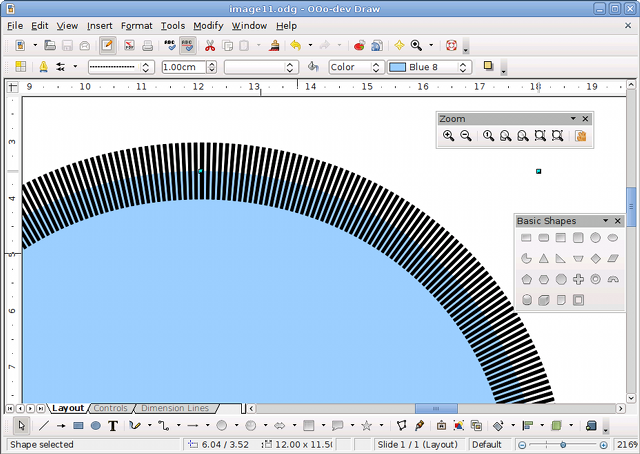 image11.odg - OOo-dev Draw
File Edit View Insert Format Tools Modify Window Help
ABC ABC
1.00cm Color Blue 8
9 10 11 12 13 14 15 16 17 18 19
Zoom
3
4
Basic Shapes
5
6
7
Layout Controls Dimension Lines
T
Shape selected 6.04 / 3.52 12.00 x 11.50 Slide 1 / 1 (Layout) Default 216%